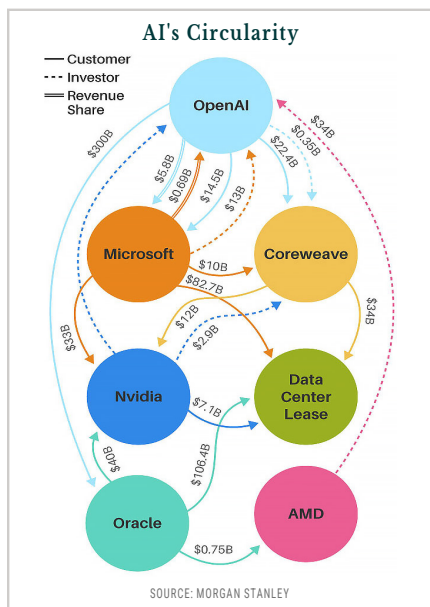 AI's Circularity
Customer
Investor
Revenue
Share
OpenAI
$300B
$5.8B
$0.69B
$14.5B
$13B
$22.4B
$0.35B
$34B
Microsoft
Coreweave
$10B
$82.7B
$33B
$12B
$2.9B
$34B
Nvidia
Data
Center
Lease
$7.1B
$40B
$106.4B
Oracle
AMD
$0.75B
SOURCE: MORGAN STANLEY